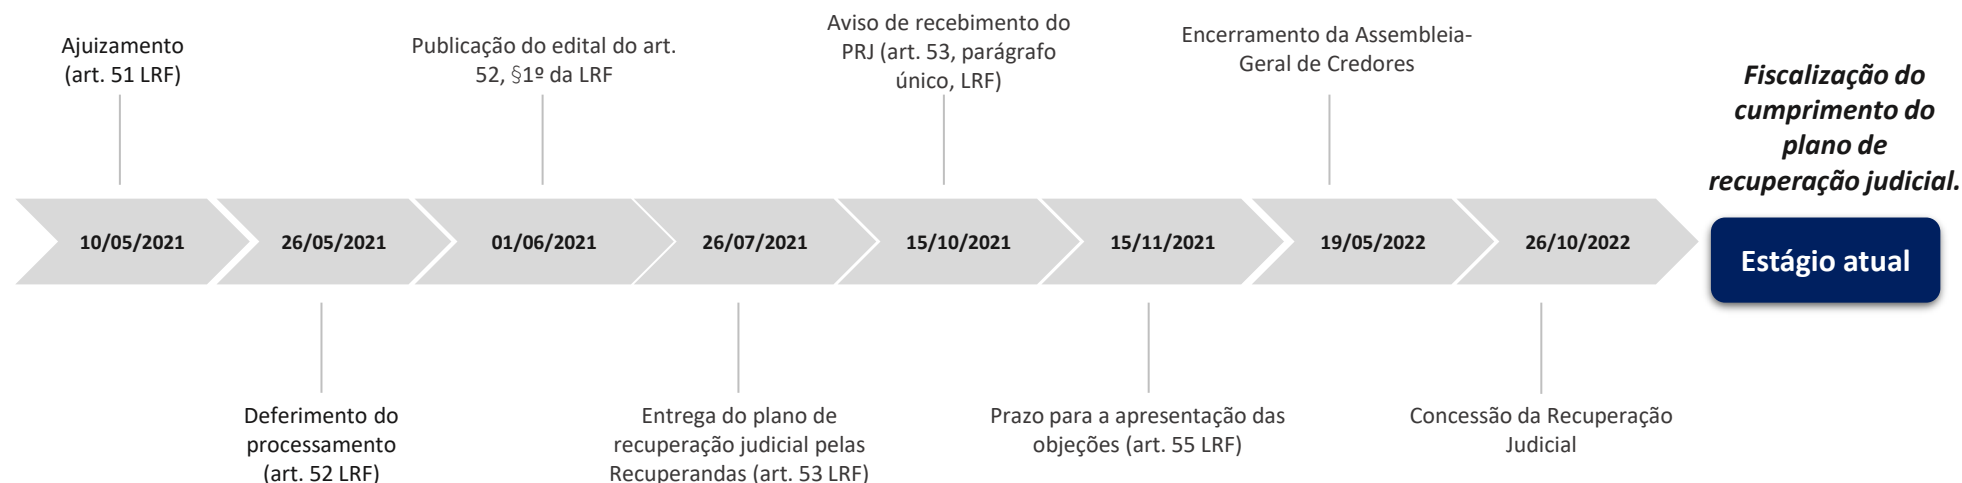 Ajuizamento
(art. 51 LRF)
Publicação do edital do art.
52, §1º da LRF
Aviso de recebimento do
PRJ (art. 53, parágrafo
único, LRF)
Encerramento da Assembleia-
Geral de Credores
Fiscalização do
cumprimento do
plano de
recuperação judicial.
10/05/2021
26/05/2021
01/06/2021
26/07/2021
15/10/2021
15/11/2021
19/05/2022
26/10/2022
Estágio atual
Deferimento do
processamento
(art. 52 LRF)
Entrega do plano de
recuperação judicial pelas
Recuperandas (art. 53 LRF)
Prazo para a apresentação das
objeções (art. 55 LRF)
Concessão da Recuperação
Judicial